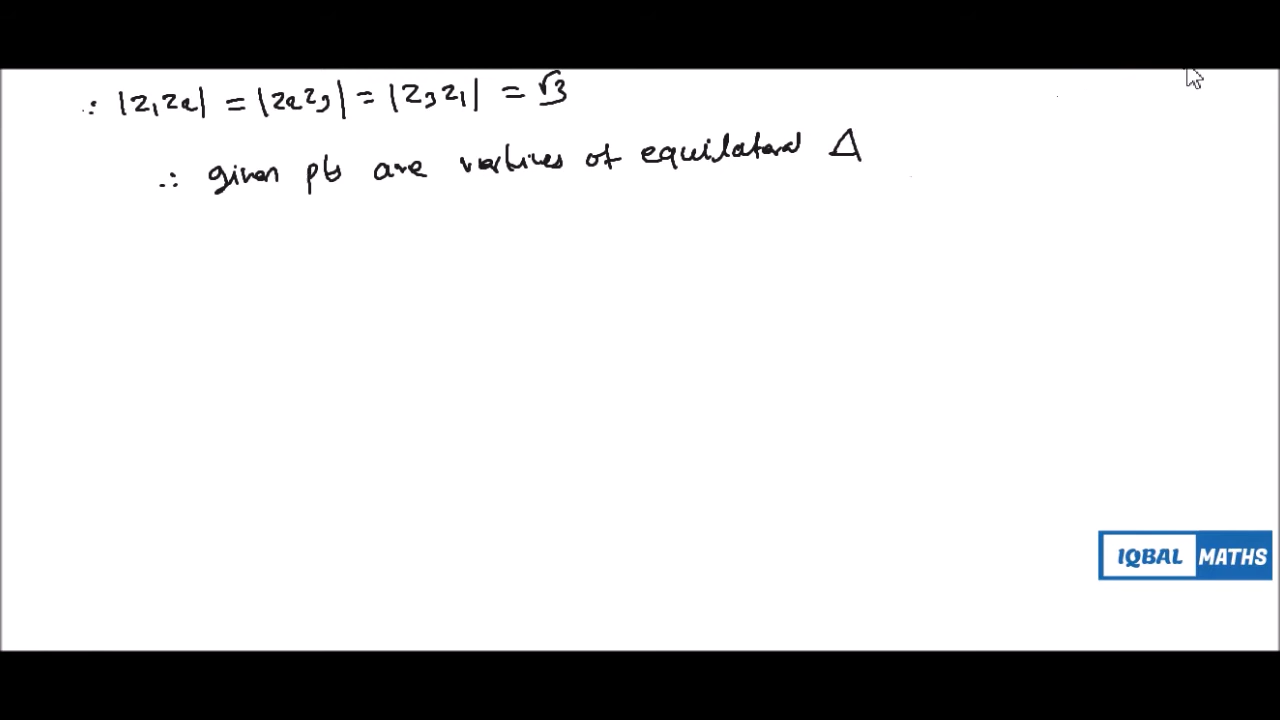 ∴ |z₁z₂| = |z₂z₃| = |z₃z₁| = √3
∴ given pts are vertices of equilateral Δ
IQBAL MATHS